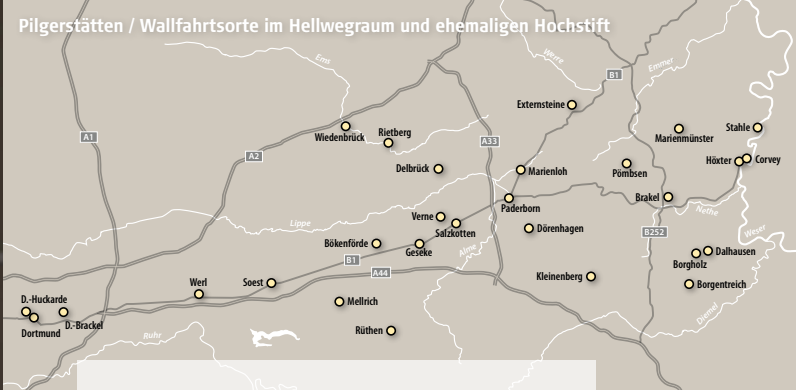 Pilgerstätten / Wallfahrtsorte im Hellwegraum und ehemaligen Hochstift
Ems
Werre
Emmer
B1
Externsteine
Wiedenbrück
Rietberg
A1
A2
A33
Marienmünster
Stahle
Delbrück
Marienloh
Pömbsen
Höxter
Corvey
Paderborn
Brakel
Nethe
Lippe
Verne
Salzkotten
Dörenhagen
B252
Weser
Bökenförde
Geseke
Alme
Dalhausen
Borgholz
B1
A44
Kleinenberg
Borgentreich
Werl
Soest
Mellrich
D.-Huckarde
Dortmund
D.-Brackel
Rüthen
Ruhr
Diemel